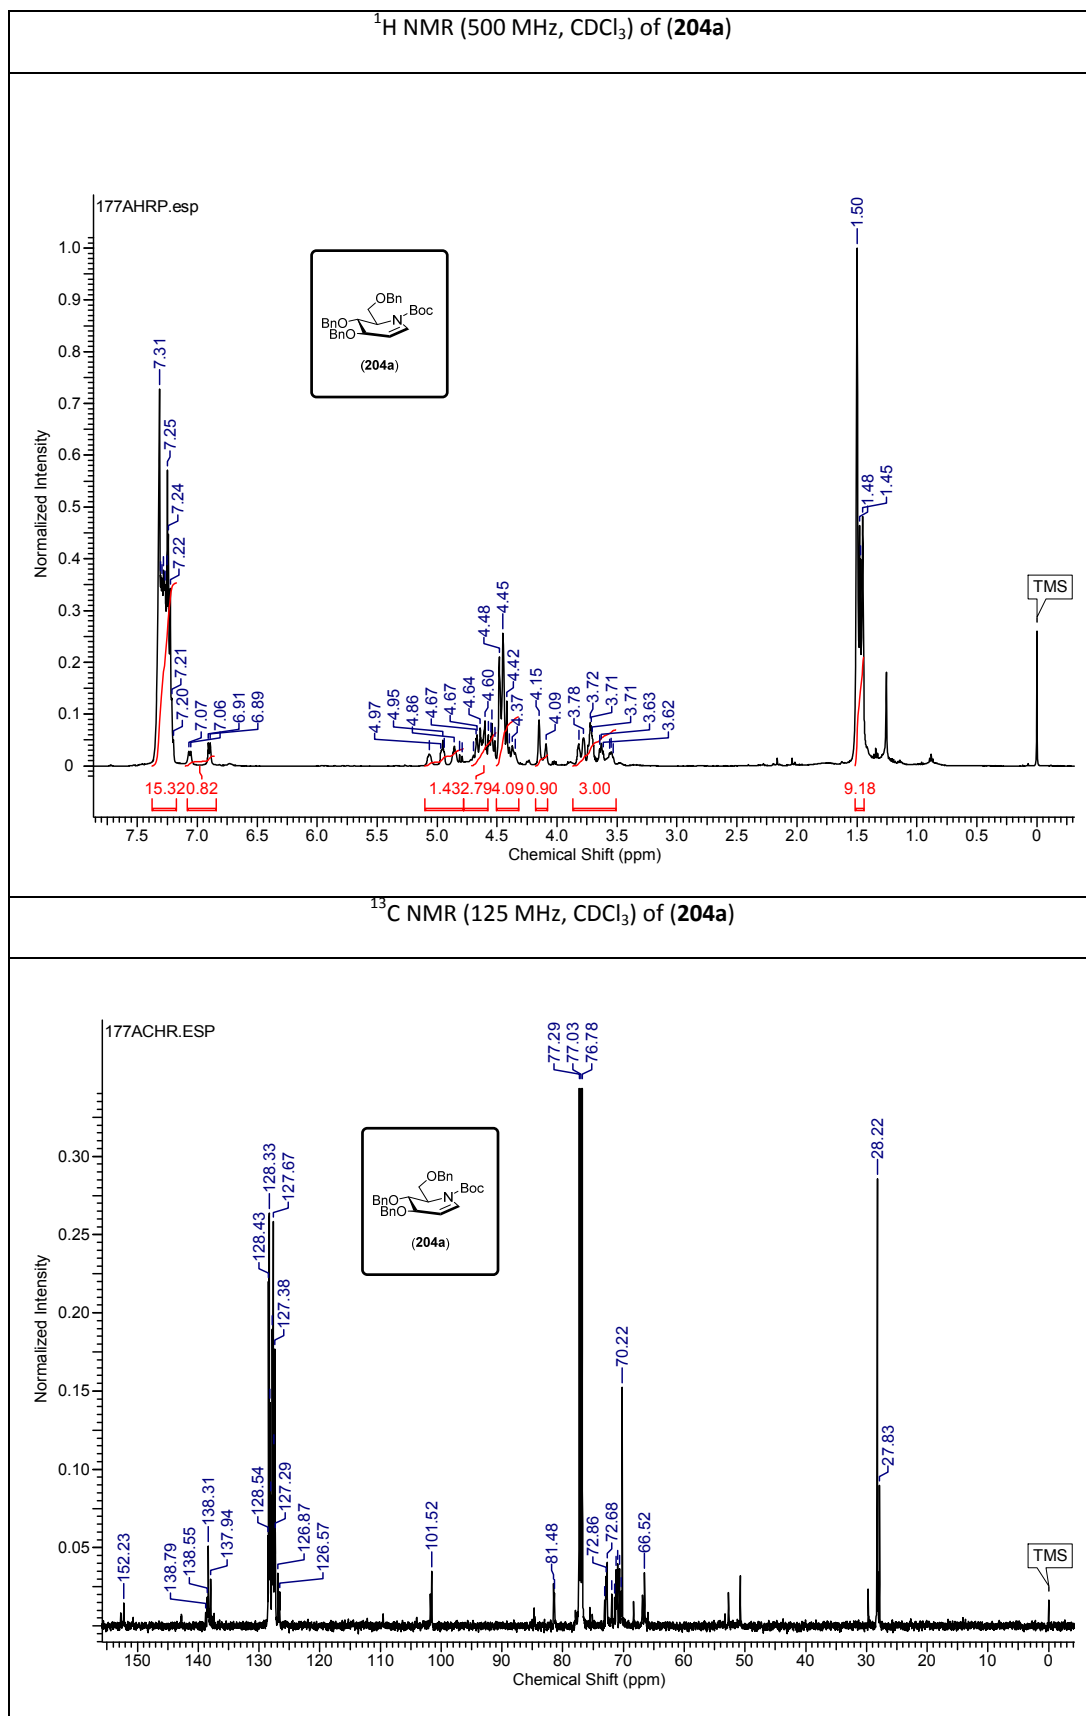 ¹H NMR (500 MHz, CDCl₃) of (204a)
177AHRP.esp
OBn
Boc
N
BnO
BnO
(204a)
TMS
1.50
1.48
1.45
7.31
7.25
7.24
7.22
7.21
7.20
7.07
7.06
6.91
6.89
4.97
4.95
4.86
4.67
4.67
4.64
4.60
4.48
4.45
4.42
4.37
4.15
4.09
3.78
3.72
3.71
3.71
3.63
3.62
Normalized Intensity
1.0
0.9
0.8
0.7
0.6
0.5
0.4
0.3
0.2
0.1
0
15.32 0.82 1.43 2.79 4.09 0.90 3.00 9.18
7.5 7.0 6.5 6.0 5.5 5.0 4.5 4.0 3.5 3.0 2.5 2.0 1.5 1.0 0.5 0
Chemical Shift (ppm)
¹³C NMR (125 MHz, CDCl₃) of (204a)
177ACHR.ESP
OBn
Boc
N
BnO
BnO
(204a)
TMS
77.29
77.03
76.78
128.33
127.67
128.43
127.38
128.54
127.29
126.87
126.57
152.23
138.79
138.55
138.31
137.94
101.52
81.48
72.86
72.68
70.22
66.52
28.22
27.83
Normalized Intensity
0.30
0.25
0.20
0.15
0.10
0.05
150 140 130 120 110 100 90 80 70 60 50 40 30 20 10 0
Chemical Shift (ppm)